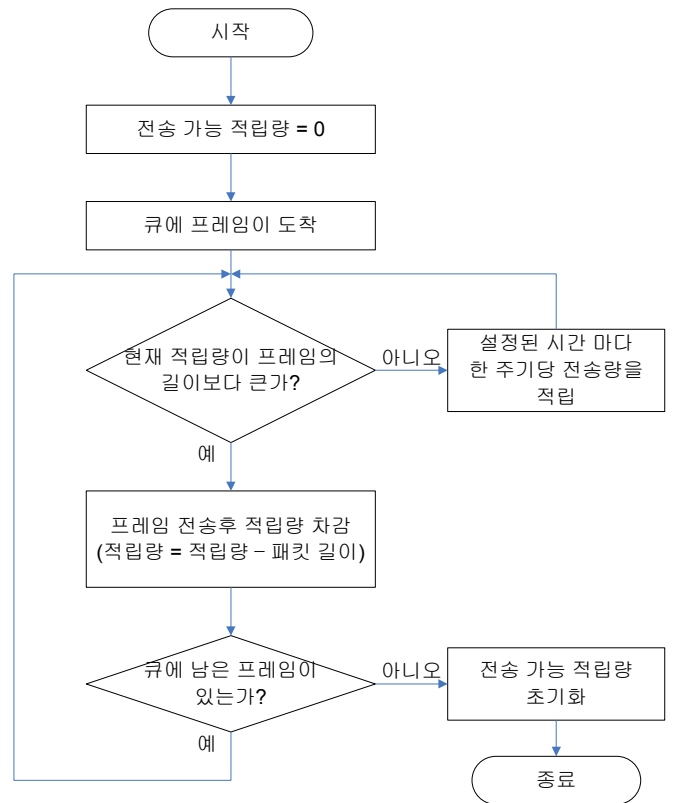 시작
전송 가능 적립량 = 0
큐에 프레임이 도착
현재 적립량이 프레임의
길이보다 큰가?
아니오
설정된 시간 마다
한 주기당 전송량을
적립
예
프레임 전송후 적립량 차감
(적립량 = 적립량 – 패킷 길이)
큐에 남은 프레임이
있는가?
아니오
전송 가능 적립량
초기화
예
종료